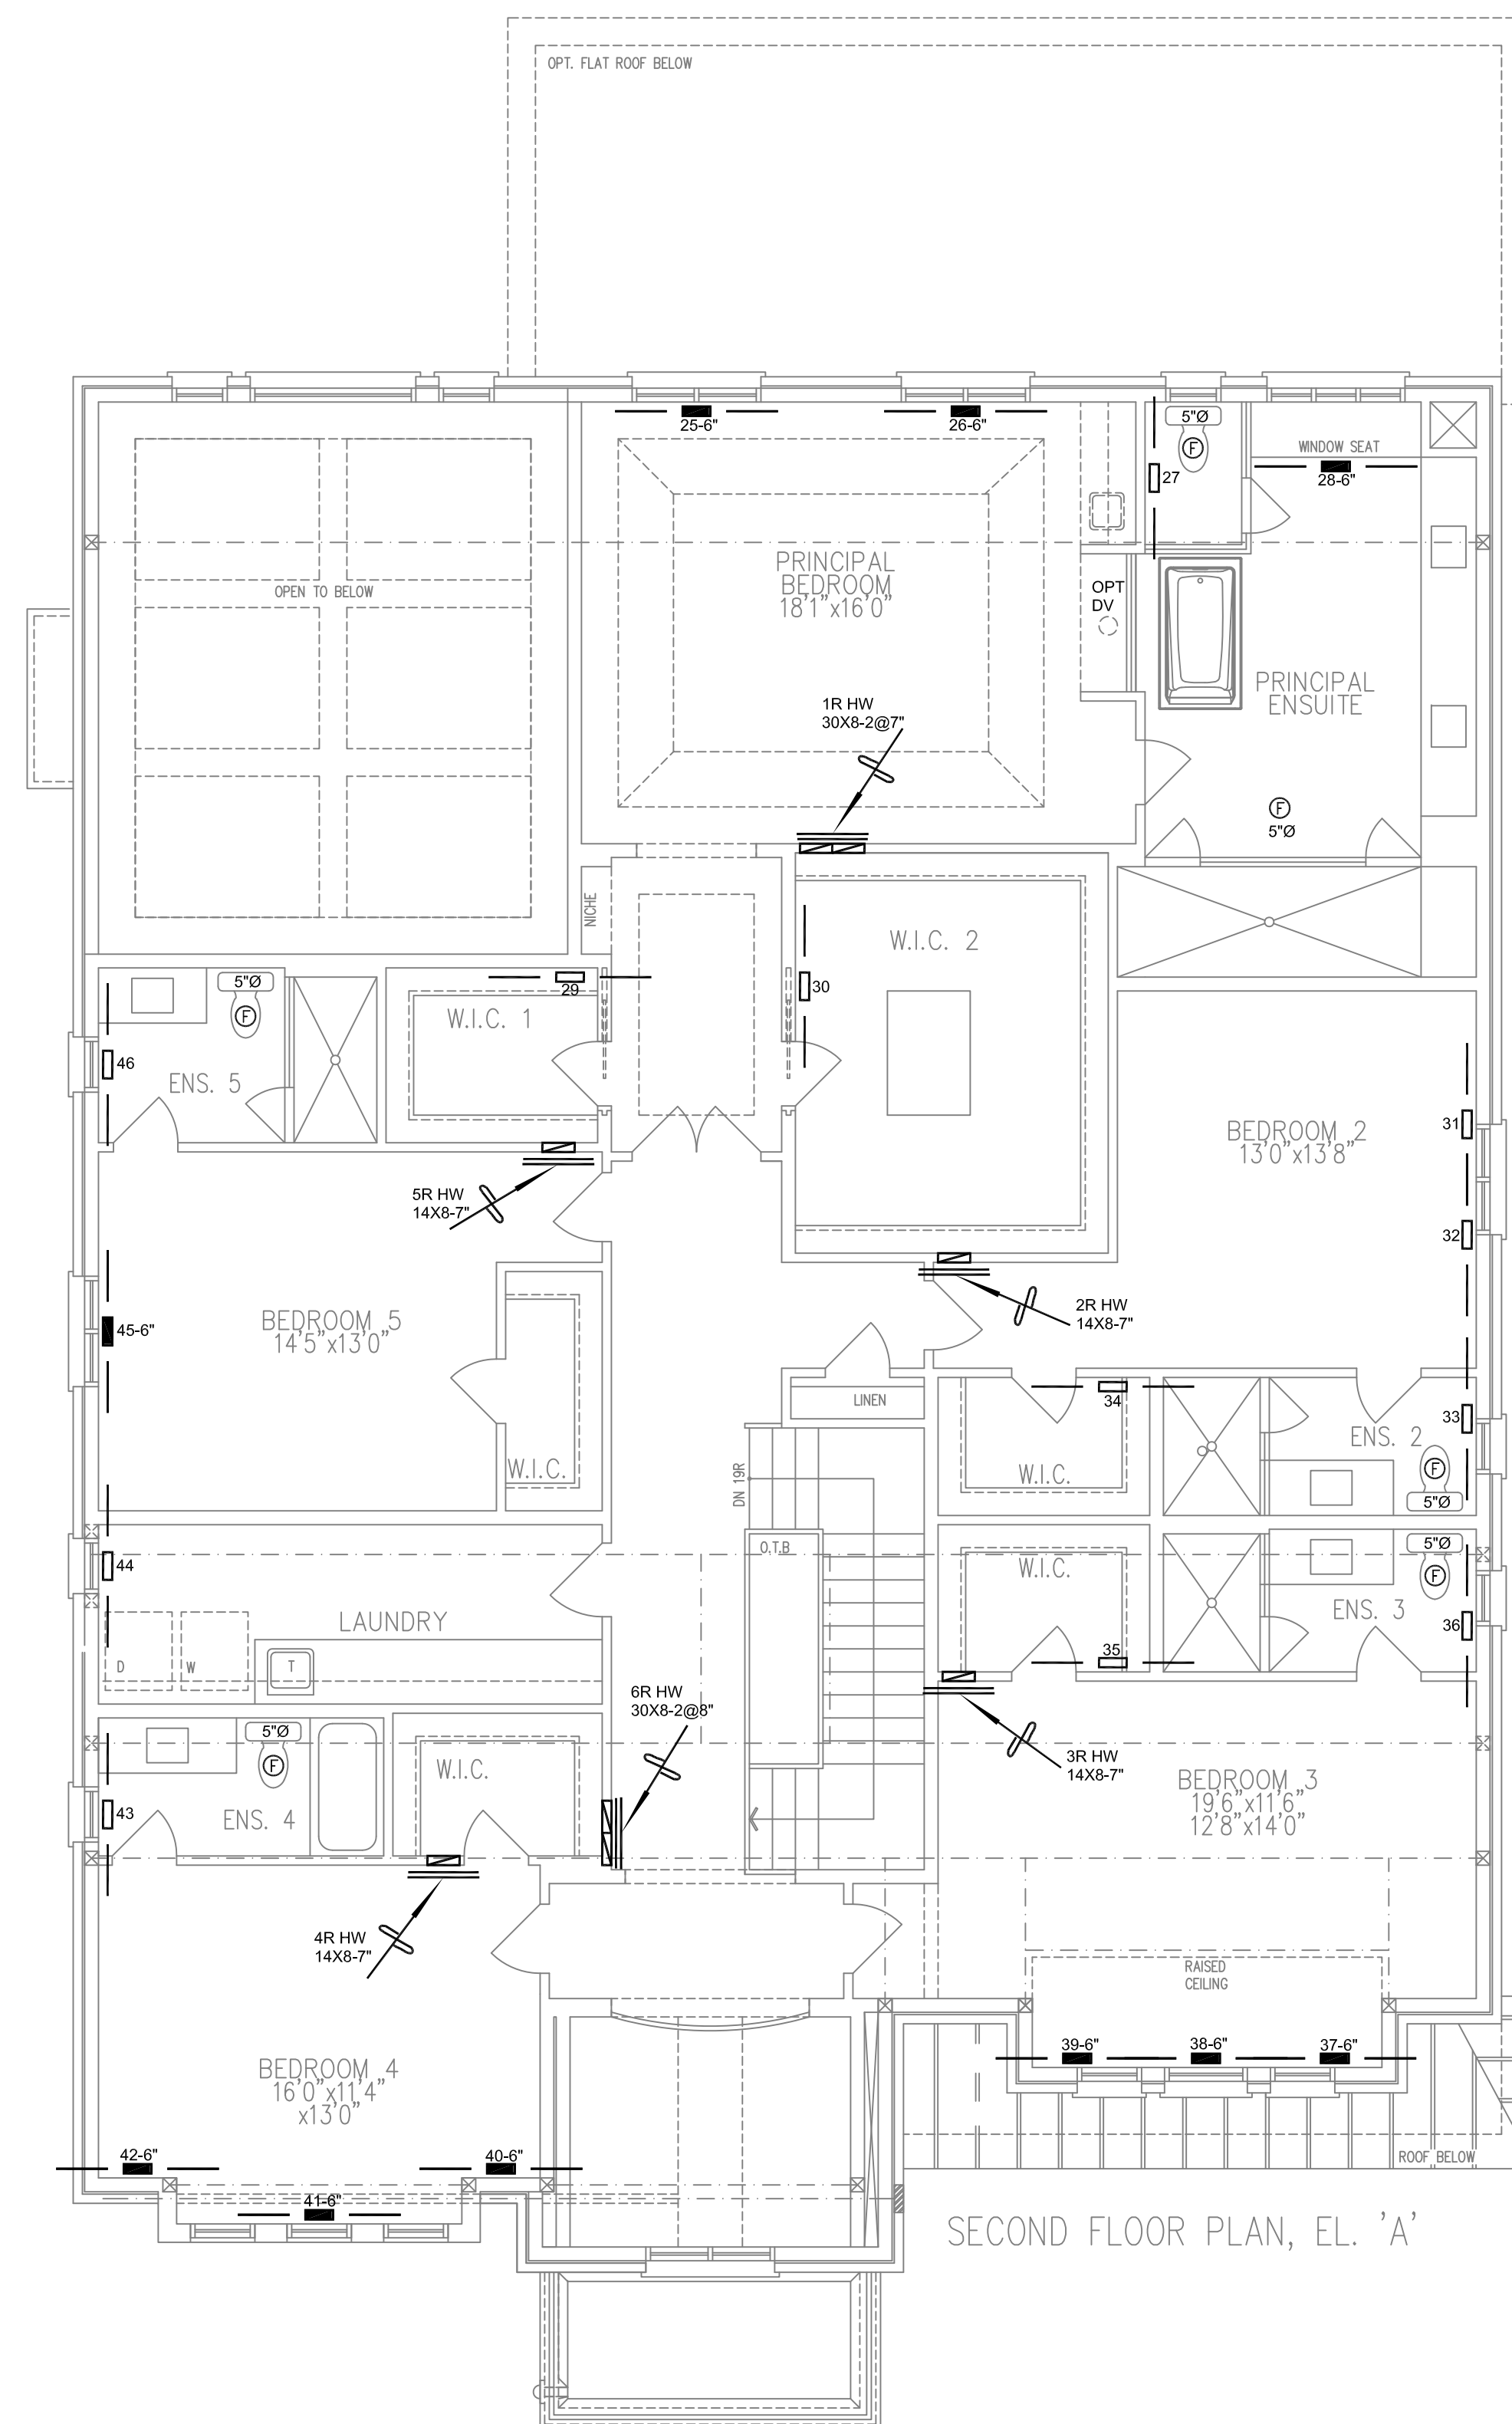 OPT. FLAT ROOF BELOW
25-6"
26-6"
5"Ø
F
27
WINDOW SEAT
28-6"
OPEN TO BELOW
PRINCIPAL
BEDROOM
18'1"x16'0"
OPT
DV
PRINCIPAL
ENSUITE
1R HW
30X8-2@7"
F
5"Ø
NICHE
W.I.C. 2
5"Ø
F
29
30
W.I.C. 1
46
ENS. 5
31
BEDROOM 2
13'0"x13'8"
5R HW
14X8-7"
32
2R HW
14X8-7"
BEDROOM 5
14'5"x13'0"
45-6"
LINEN
34
33
ENS. 2
W.I.C.
W.I.C.
F
5"Ø
DN 19R
O.T.B
5"Ø
F
44
W.I.C.
ENS. 3
36
LAUNDRY
35
D
W
T
6R HW
30X8-2@8"
5"Ø
F
W.I.C.
3R HW
14X8-7"
BEDROOM 3
19'6"x11'6"
12'8"x14'0"
43
ENS. 4
4R HW
14X8-7"
RAISED
CEILING
39-6"
38-6"
37-6"
BEDROOM 4
16'0"x11'4"
x13'0"
42-6"
40-6"
ROOF BELOW
41-6"
SECOND FLOOR PLAN, EL. 'A'